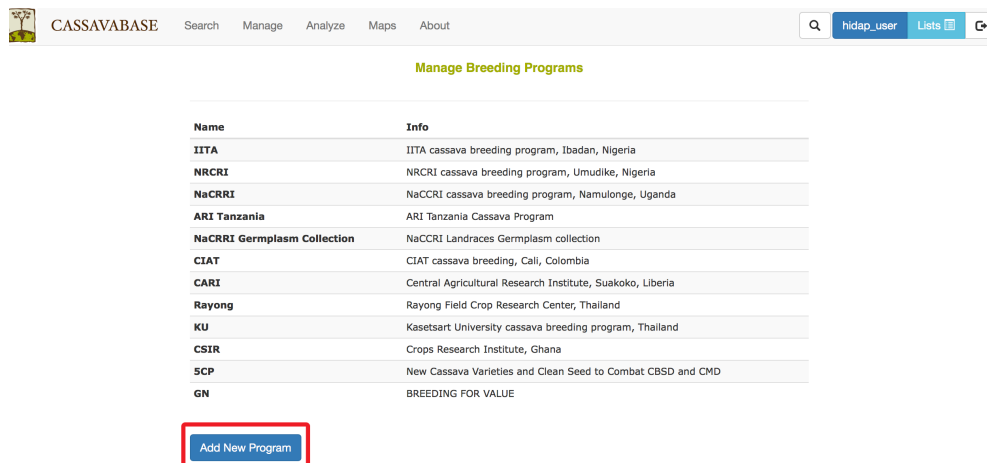 CASSAVABASE Search Manage Analyze Maps About hidap_user Lists
Manage Breeding Programs
Name Info
IITA IITA cassava breeding program, Ibadan, Nigeria
NRCRI NRCRI cassava breeding program, Umudike, Nigeria
NaCRRI NaCCRI cassava breeding program, Namulonge, Uganda
ARI Tanzania ARI Tanzania Cassava Program
NaCRRI Germplasm Collection NaCCRI Landraces Germplasm collection
CIAT CIAT cassava breeding, Cali, Colombia
CARI Central Agricultural Research Institute, Suakoko, Liberia
Rayong Rayong Field Crop Research Center, Thailand
KU Kasetsart University cassava breeding program, Thailand
CSIR Crops Research Institute, Ghana
5CP New Cassava Varieties and Clean Seed to Combat CBSD and CMD
GN BREEDING FOR VALUE
Add New Program